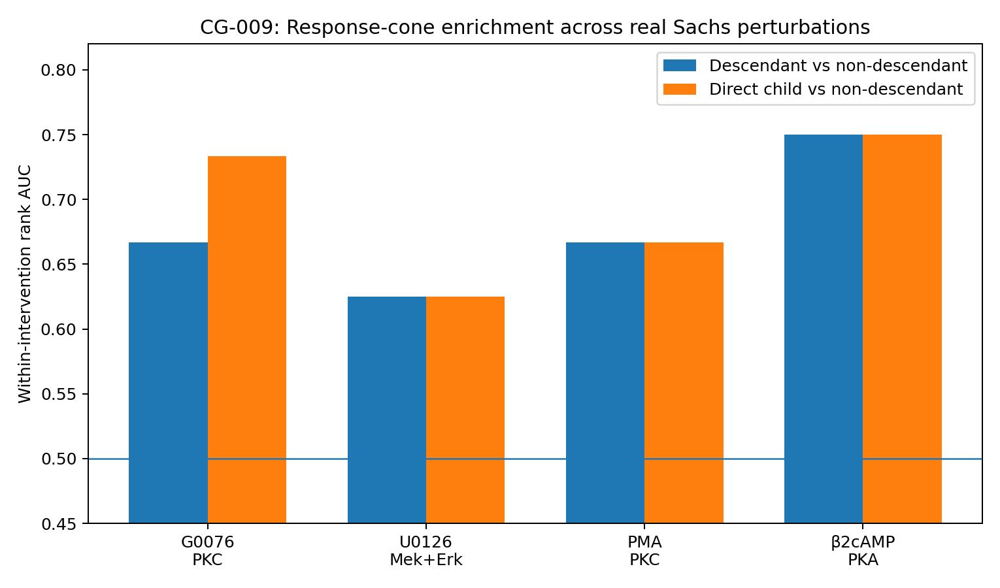 CG-009: Response-cone enrichment across real Sachs perturbations
Descendant vs non-descendant
Direct child vs non-descendant
Within-intervention rank AUC
0.80
0.75
0.70
0.65
0.60
0.55
0.50
0.45
G0076
PKC
U0126
Mek+Erk
PMA
PKC
β2cAMP
PKA